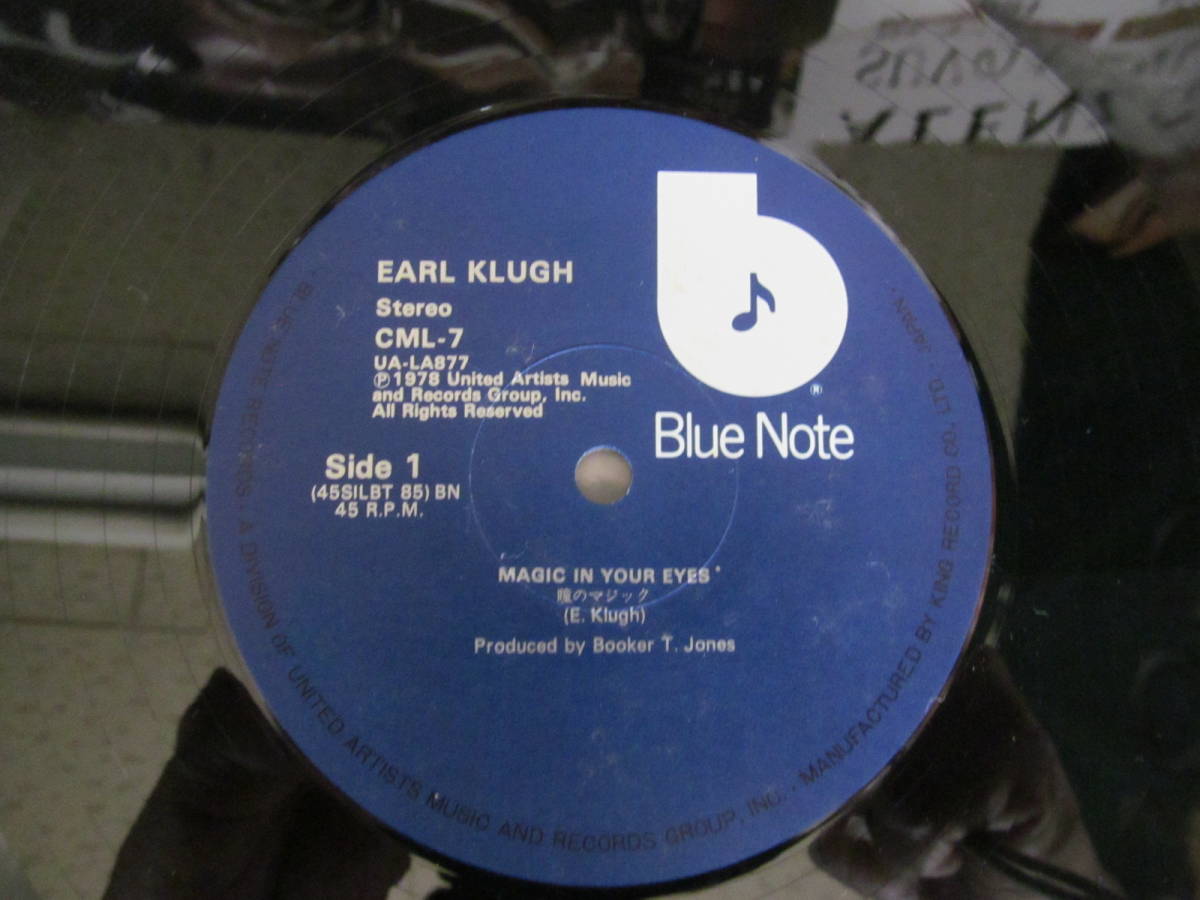 EARL KLUGH
Stereo
CML-7
UA-LA877
Ⓟ1978 United Artists Music
and Records Group, Inc.
All Rights Reserved
Side 1
(45SILBT 85) BN
45 R.P.M.
®
Blue Note
MAGIC IN YOUR EYES
瞳のマジック
(E. Klugh)
Produced by Booker T. Jones
· BLUE NOTE RECORDS · A DIVISION OF UNITED ARTISTS MUSIC AND RECORDS GROUP, INC. · MANUFACTURED BY KING RECORD CO. LTD · JAPAN ·